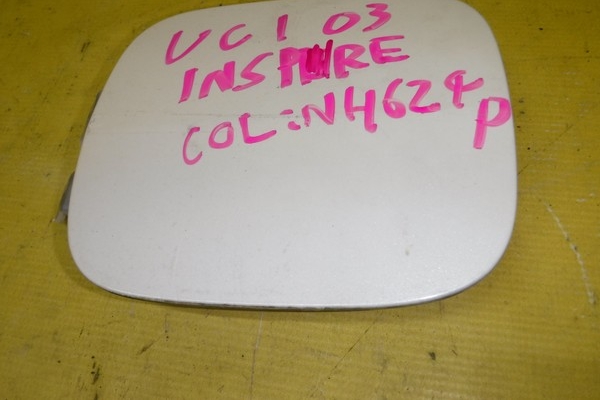 UC1 03
INSPIRE
COL:NH624P